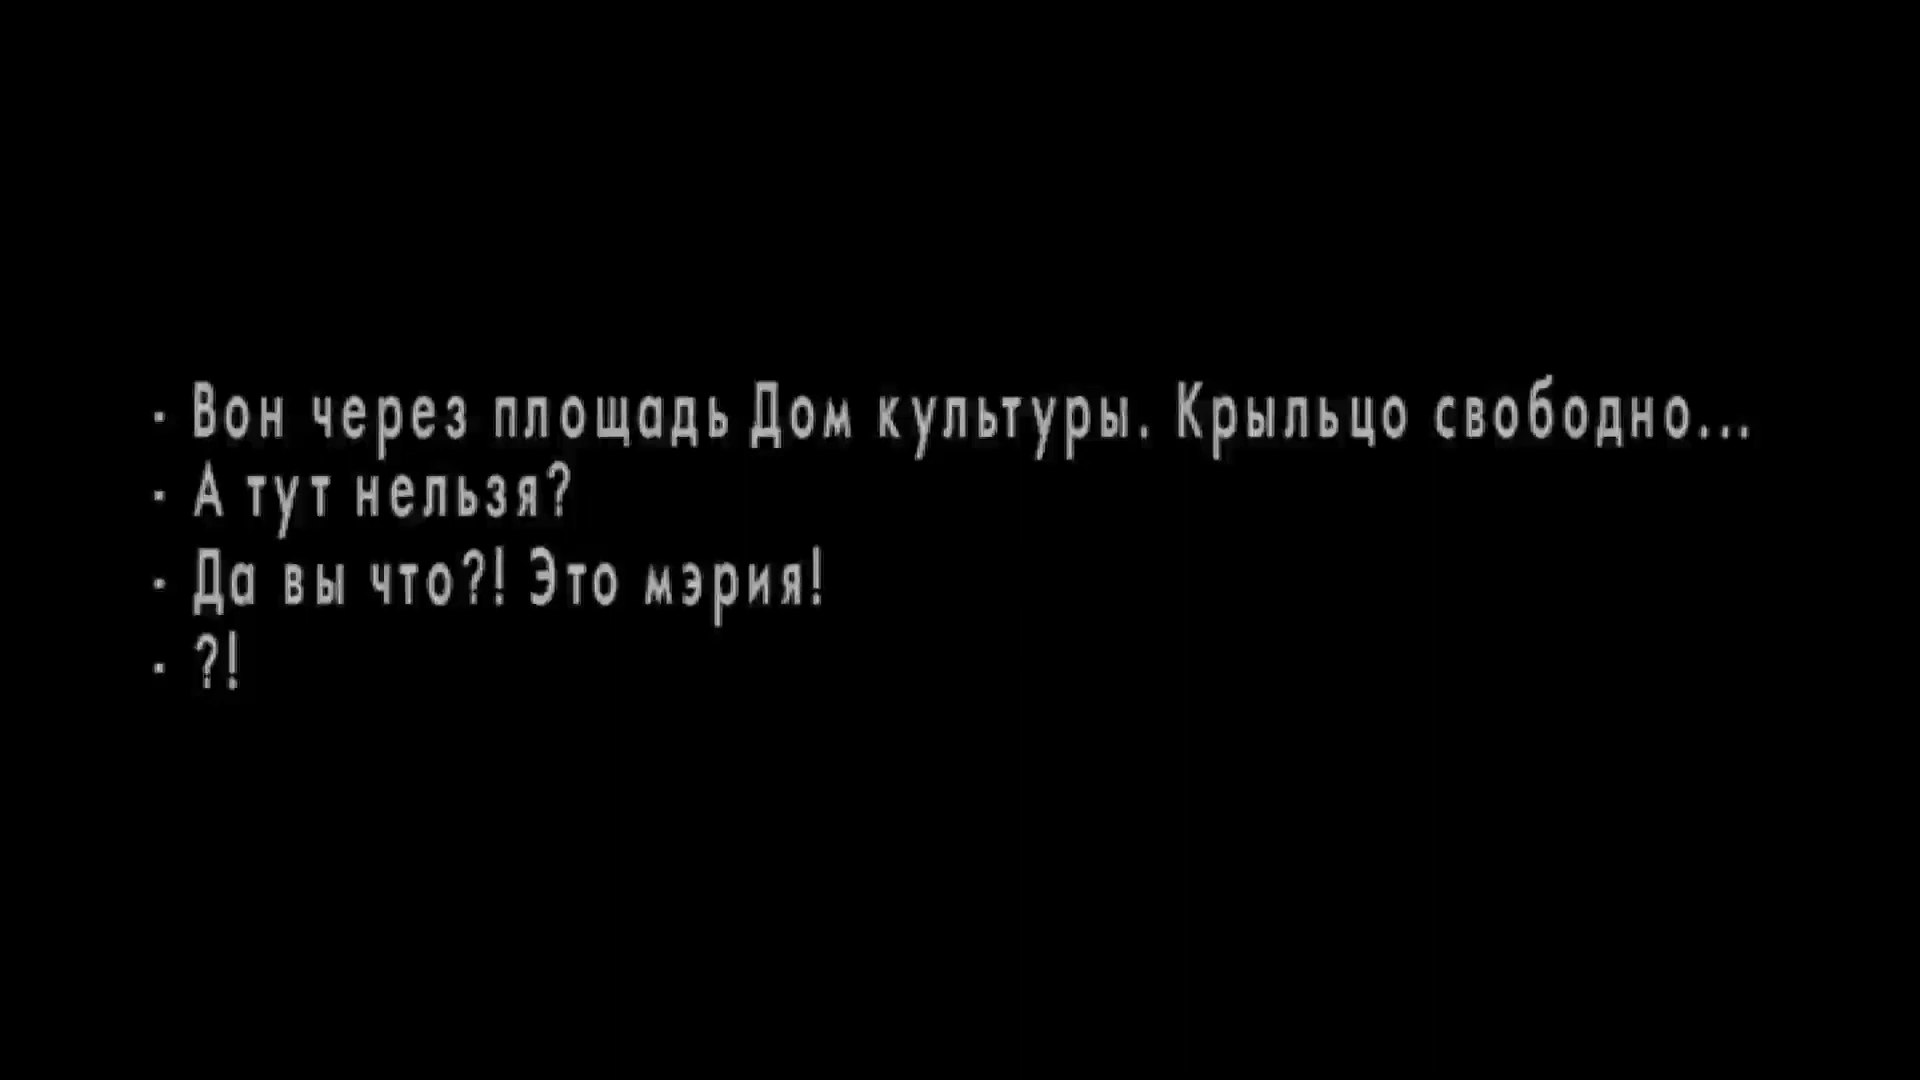 - Вон через площадь Дом культуры. Крыльцо свободно...
- А тут нельзя?
- Да вы что?! Это мэрия!
- ?!